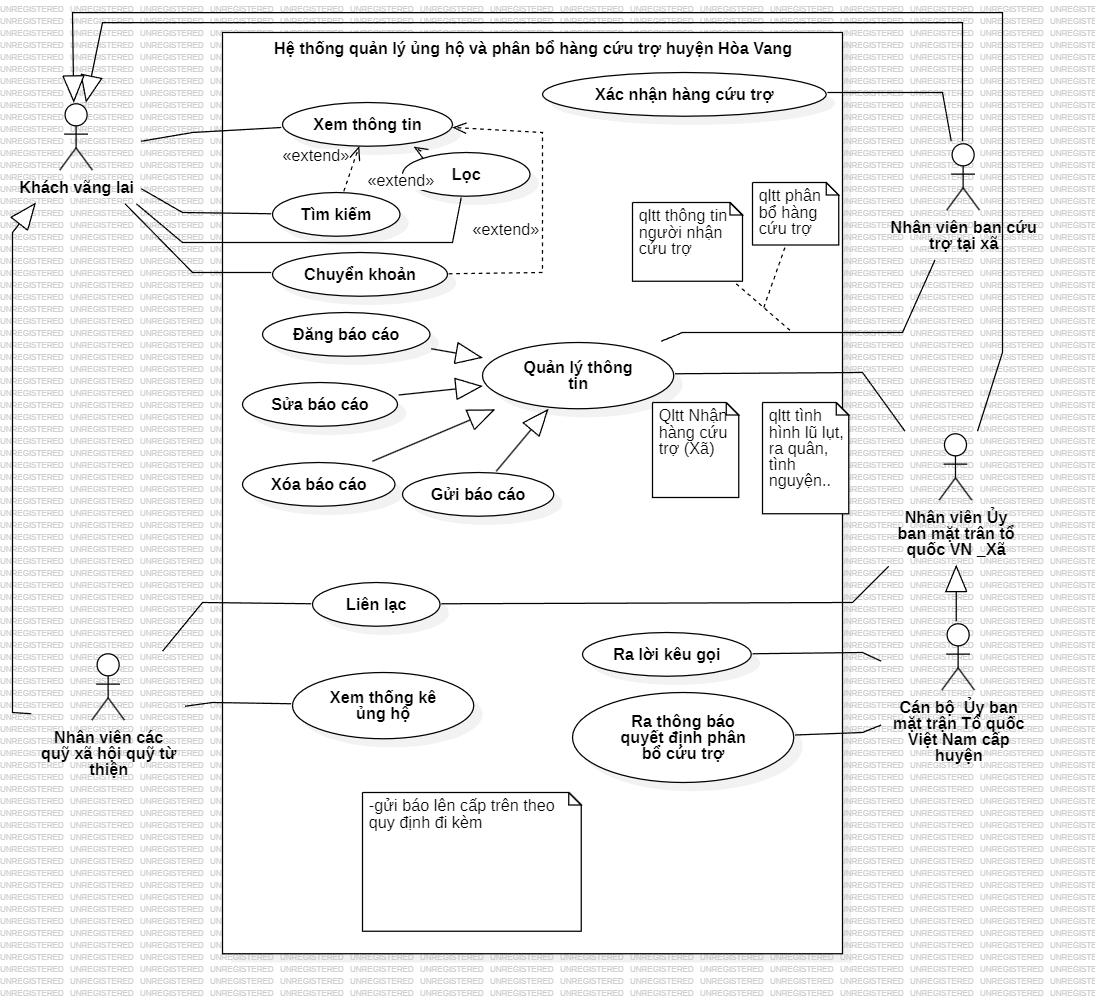 Hệ thống quản lý ủng hộ và phân bổ hàng cứu trợ huyện Hòa Vang
Xác nhận hàng cứu trợ
Xem thông tin
«extend»
Lọc
«extend»
Khách vãng lai
Tìm kiếm
«extend»
Chuyển khoản
qltt phân
bổ hàng
cứu trợ
qltt thông tin
người nhận
cứu trợ
Nhân viên ban cứu
trợ tại xã
Đăng báo cáo
Quản lý thông
tin
Sửa báo cáo
Qltt Nhận
hàng cứu
trợ (Xã)
qltt tình
hình lũ lụt,
ra quân,
tình
nguyện..
Xóa báo cáo
Gửi báo cáo
Nhân viên Ủy
ban mặt trân tổ
quốc VN _Xã
Liên lạc
Ra lời kêu gọi
Nhân viên các
quỹ xã hội quỹ từ
thiện
Xem thống kê
ủng hộ
Ra thông báo
quyết định phân
bổ cứu trợ
Cán bộ  Ủy ban
mặt trận Tổ quốc
Việt Nam cấp
huyện
-gửi báo lên cấp trên theo
quy định đi kèm
UNREGISTERED